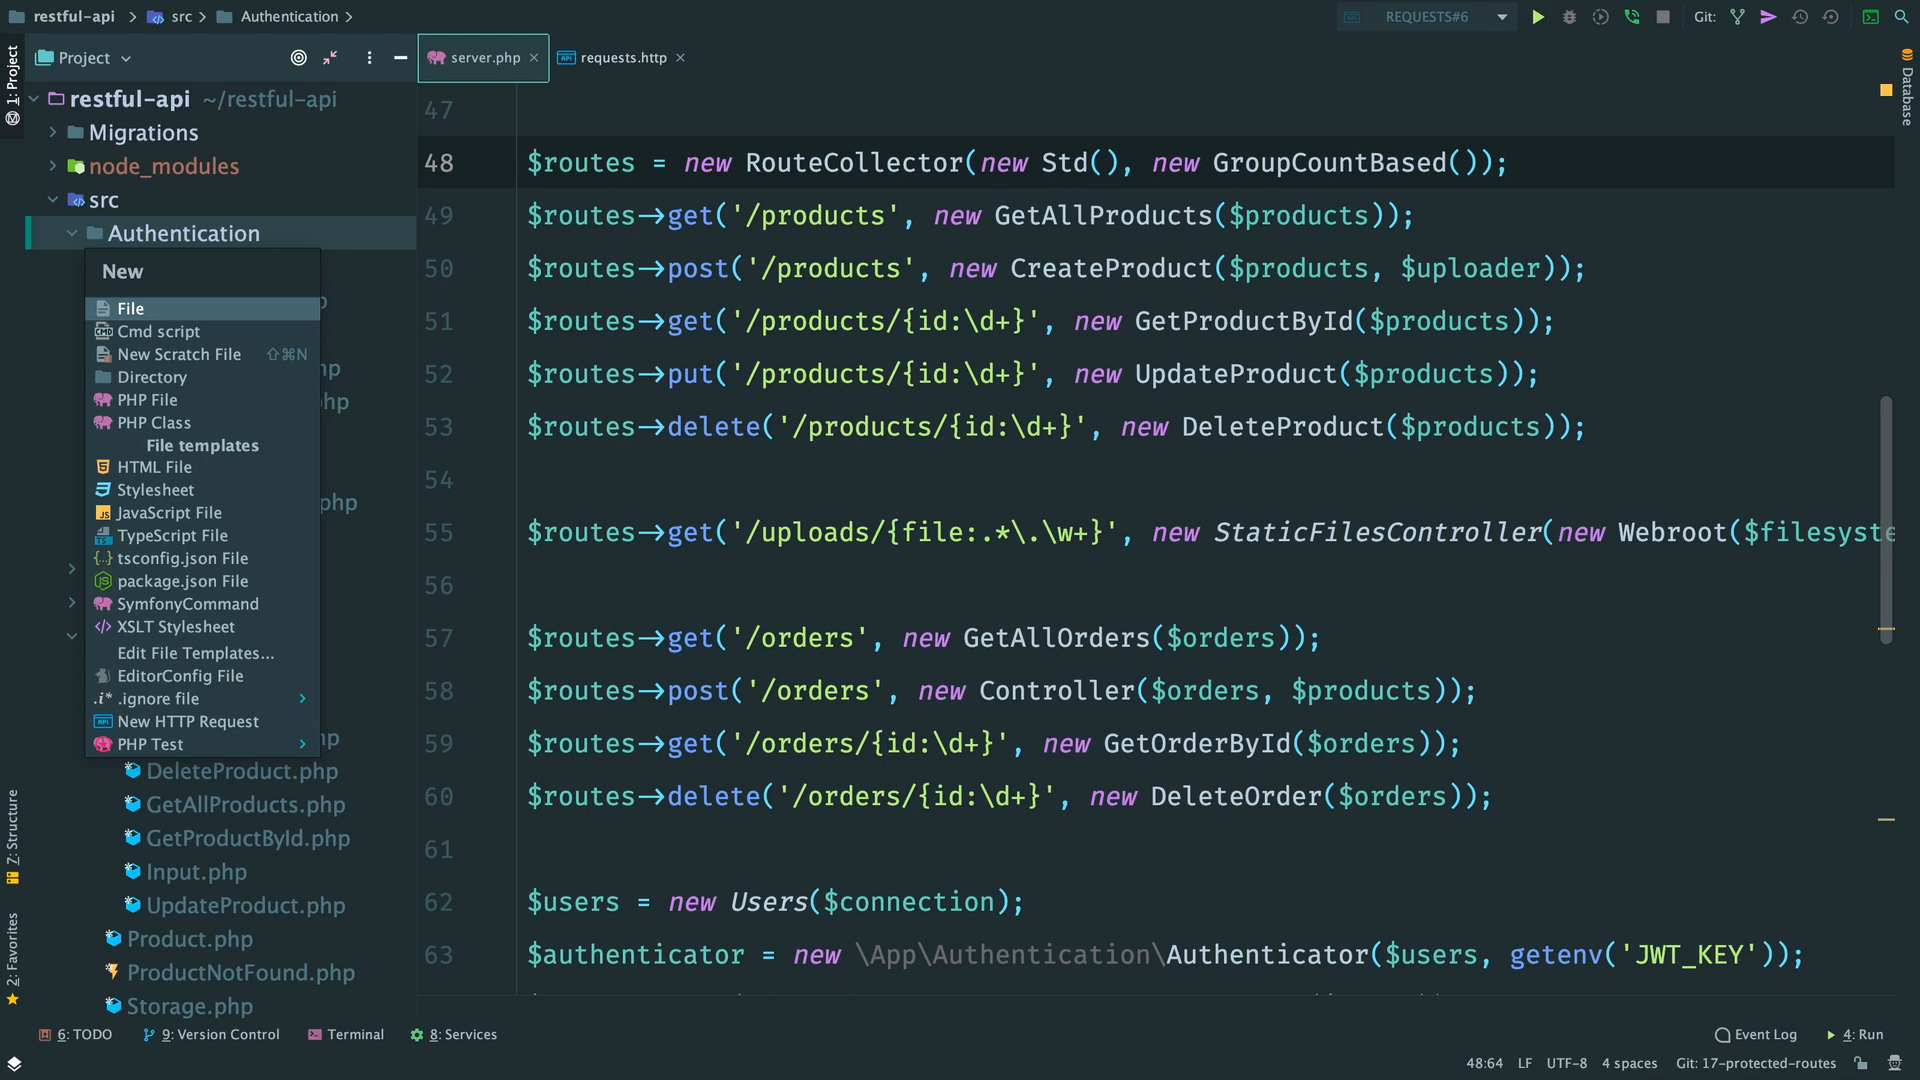 restful-api > src > Authentication >
REQUESTS#6
Git:
1: Project
Project
restful-api ~/restful-api
Migrations
node_modules
src
Authentication
New
File
Cmd script
New Scratch File ⇧⌘N
Directory
PHP File
PHP Class
File templates
HTML File
Stylesheet
JavaScript File
TypeScript File
tsconfig.json File
package.json File
SymfonyCommand
XSLT Stylesheet
Edit File Templates...
EditorConfig File
.ignore file
New HTTP Request
PHP Test
DeleteProduct.php
GetAllProducts.php
GetProductById.php
Input.php
UpdateProduct.php
Product.php
ProductNotFound.php
Storage.php
server.php
requests.http
47
48 $routes = new RouteCollector(new Std(), new GroupCountBased());
49 $routes->get('/products', new GetAllProducts($products));
50 $routes->post('/products', new CreateProduct($products, $uploader));
51 $routes->get('/products/{id:\d+}', new GetProductById($products));
52 $routes->put('/products/{id:\d+}', new UpdateProduct($products));
53 $routes->delete('/products/{id:\d+}', new DeleteProduct($products));
54
55 $routes->get('/uploads/{file:.*\.\w+}', new StaticFilesController(new Webroot($filesyste
56
57 $routes->get('/orders', new GetAllOrders($orders));
58 $routes->post('/orders', new Controller($orders, $products));
59 $routes->get('/orders/{id:\d+}', new GetOrderById($orders));
60 $routes->delete('/orders/{id:\d+}', new DeleteOrder($orders));
61
62 $users = new Users($connection);
63 $authenticator = new \App\Authentication\Authenticator($users, getenv('JWT_KEY'));
Database
Z: Structure
2: Favorites
6: TODO
9: Version Control
Terminal
8: Services
Event Log
4: Run
48:64 LF UTF-8 4 spaces Git: 17-protected-routes